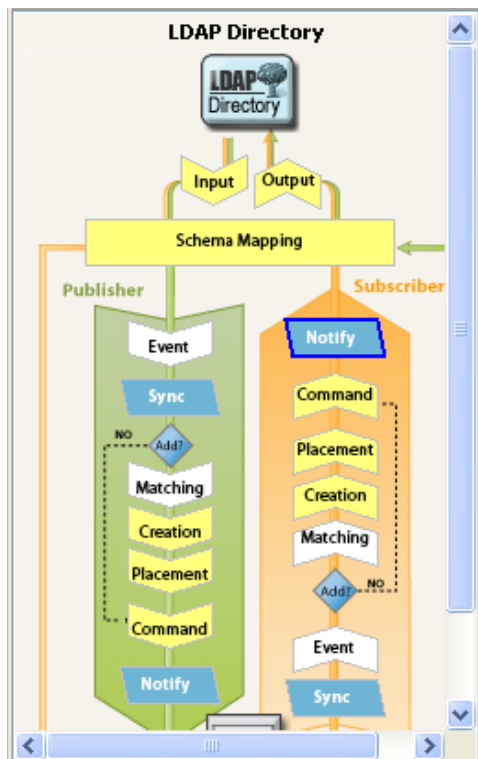 LDAP Directory
LDAP
Directory
Input
Output
Schema Mapping
Publisher
Subscriber
Event
Sync
NO
Add?
Matching
Creation
Placement
Command
Notify
Notify
Command
Placement
Creation
Matching
Add?
NO
Event
Sync